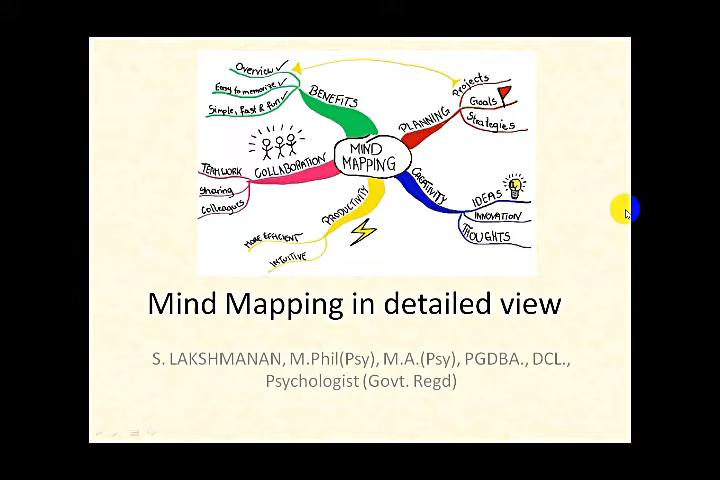 Overview
Easy to memorize
Simple, fast & fun
BENEFITS
Projects
Goals
Strategies
PLANNING
MIND
MAPPING
TEAMWORK
Sharing
Colleagues
COLLABORATION
CREATIVITY
IDEAS
INNOVATION
THOUGHTS
PRODUCTIVITY
MORE EFFICIENT
INTUITIVE
Mind Mapping in detailed view
S. LAKSHMANAN, M.Phil(Psy), M.A.(Psy), PGDBA., DCL.,
Psychologist (Govt. Regd)